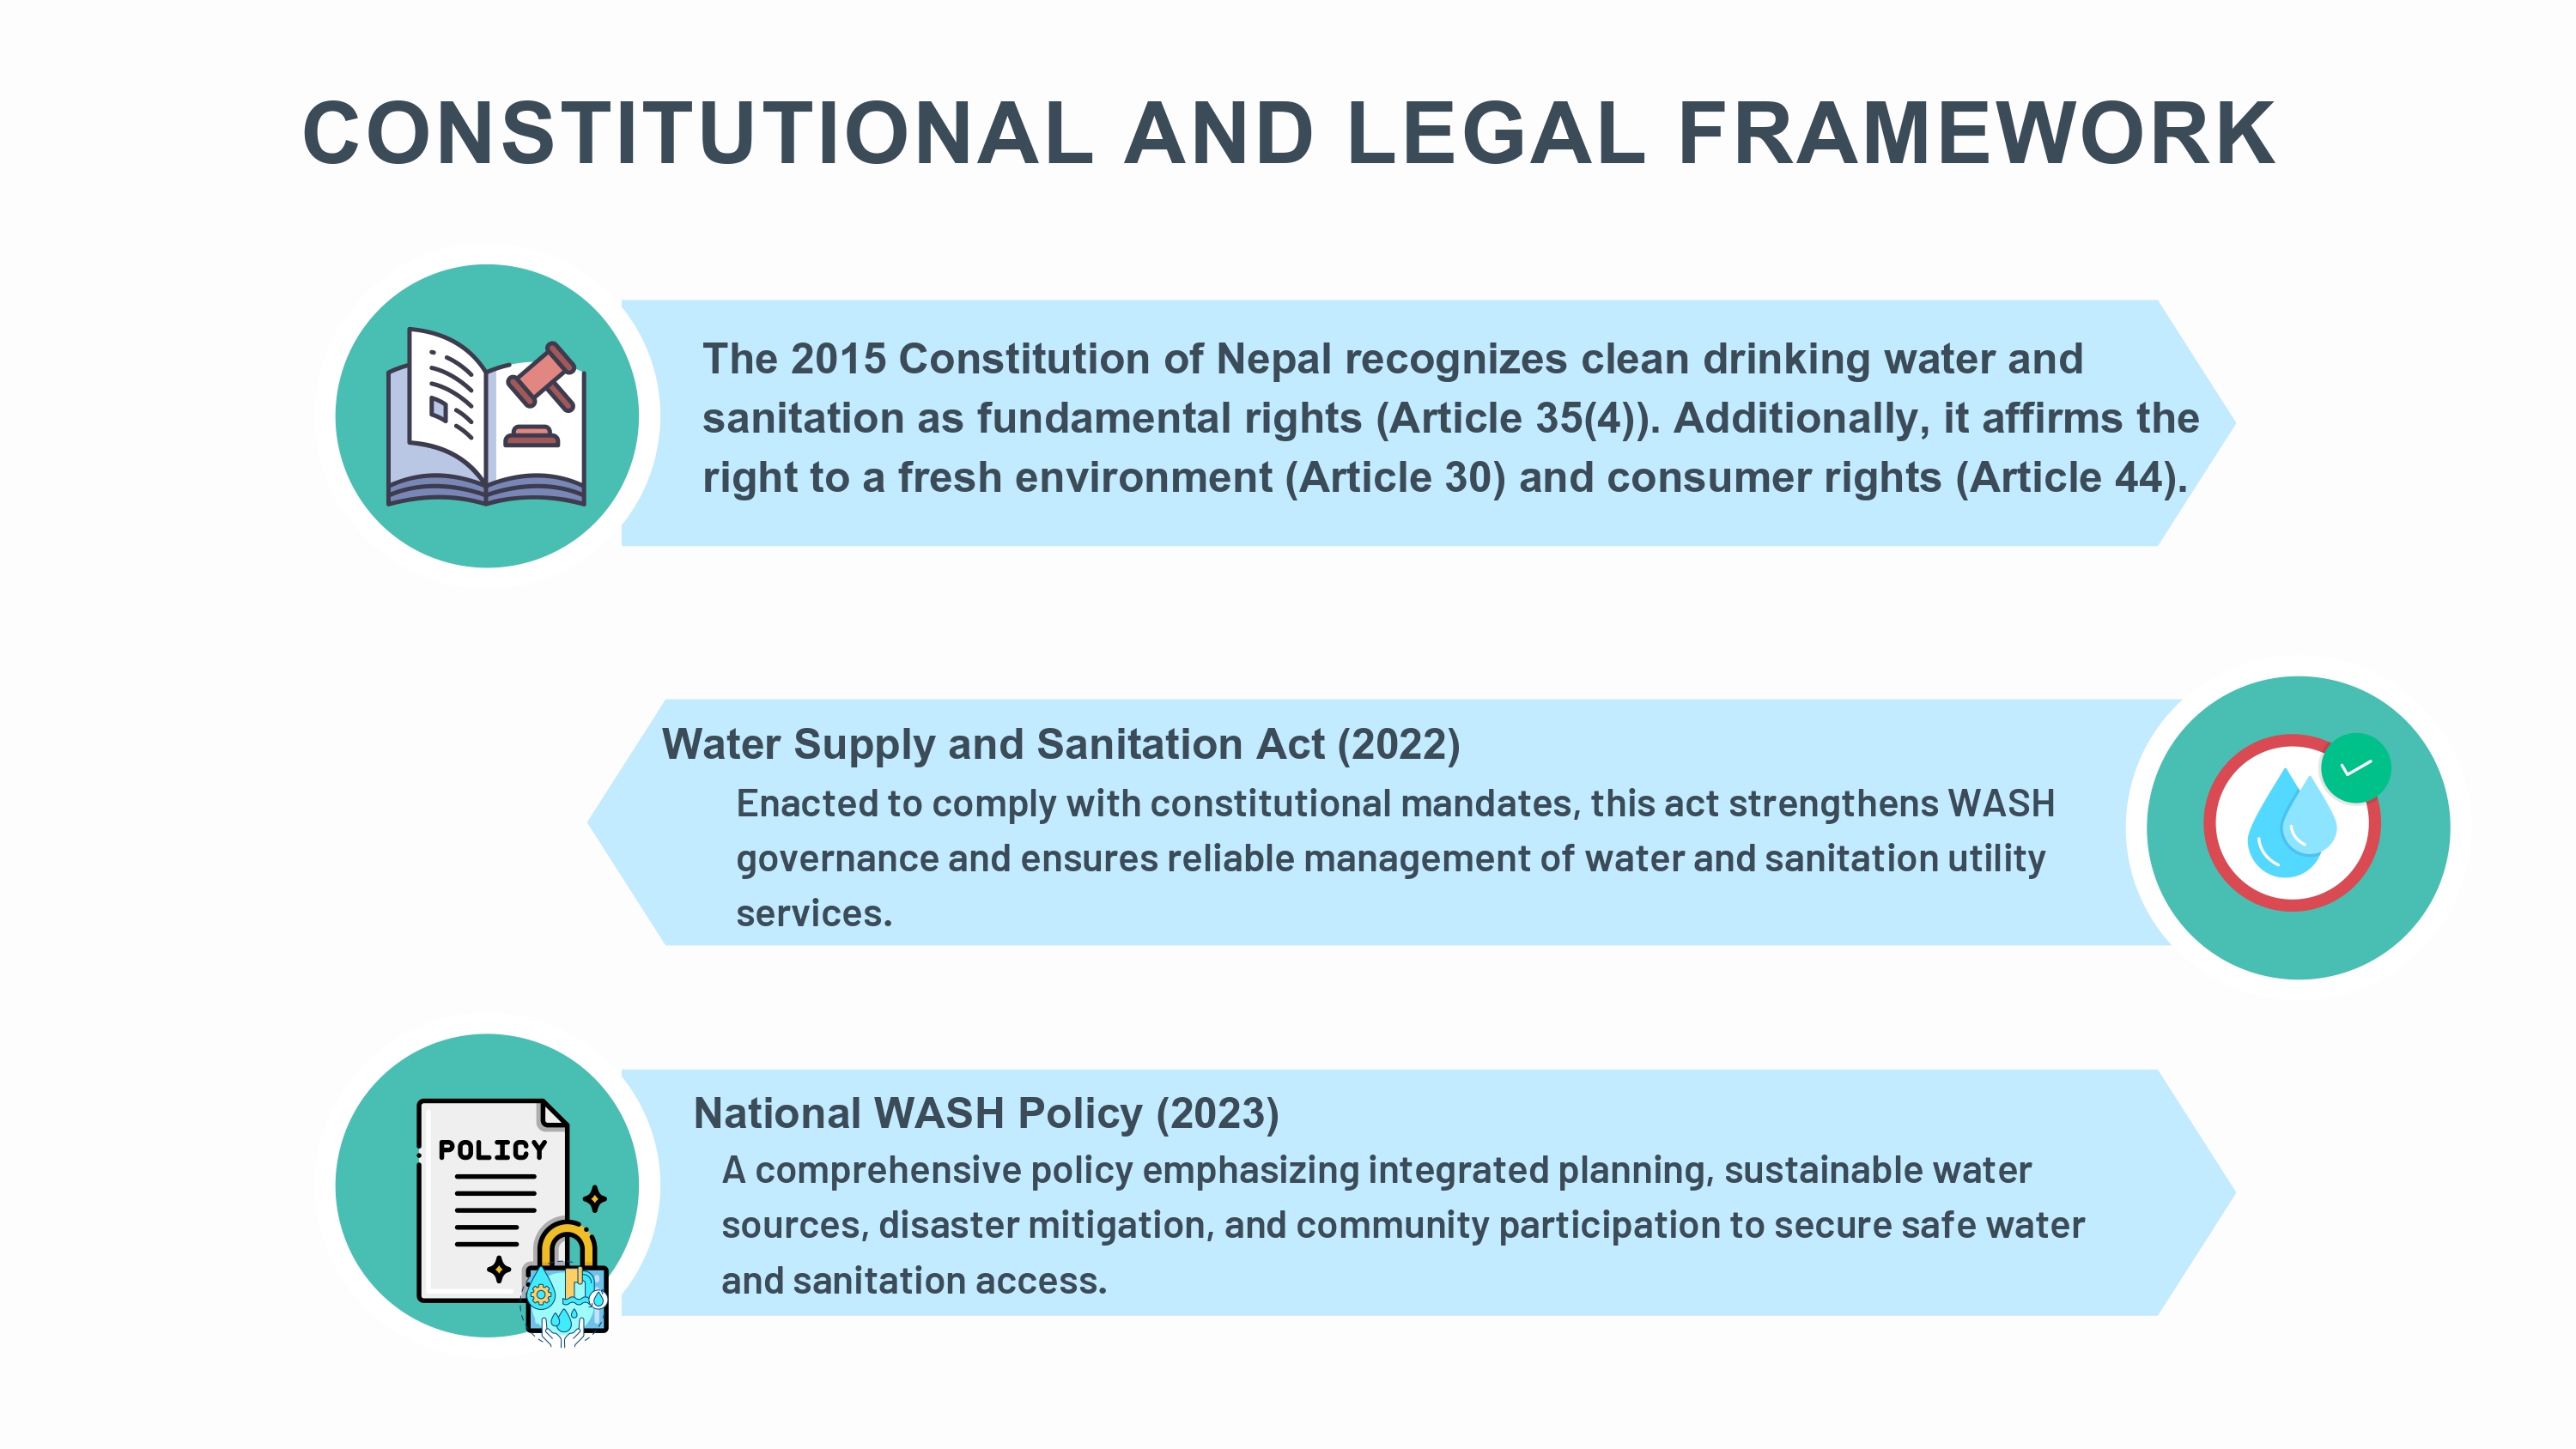 CONSTITUTIONAL AND LEGAL FRAMEWORK
The 2015 Constitution of Nepal recognizes clean drinking water and
sanitation as fundamental rights (Article 35(4)). Additionally, it affirms the
right to a fresh environment (Article 30) and consumer rights (Article 44).
Water Supply and Sanitation Act (2022)
Enacted to comply with constitutional mandates, this act strengthens WASH
governance and ensures reliable management of water and sanitation utility
services.
POLICY
National WASH Policy (2023)
A comprehensive policy emphasizing integrated planning, sustainable water
sources, disaster mitigation, and community participation to secure safe water
and sanitation access.